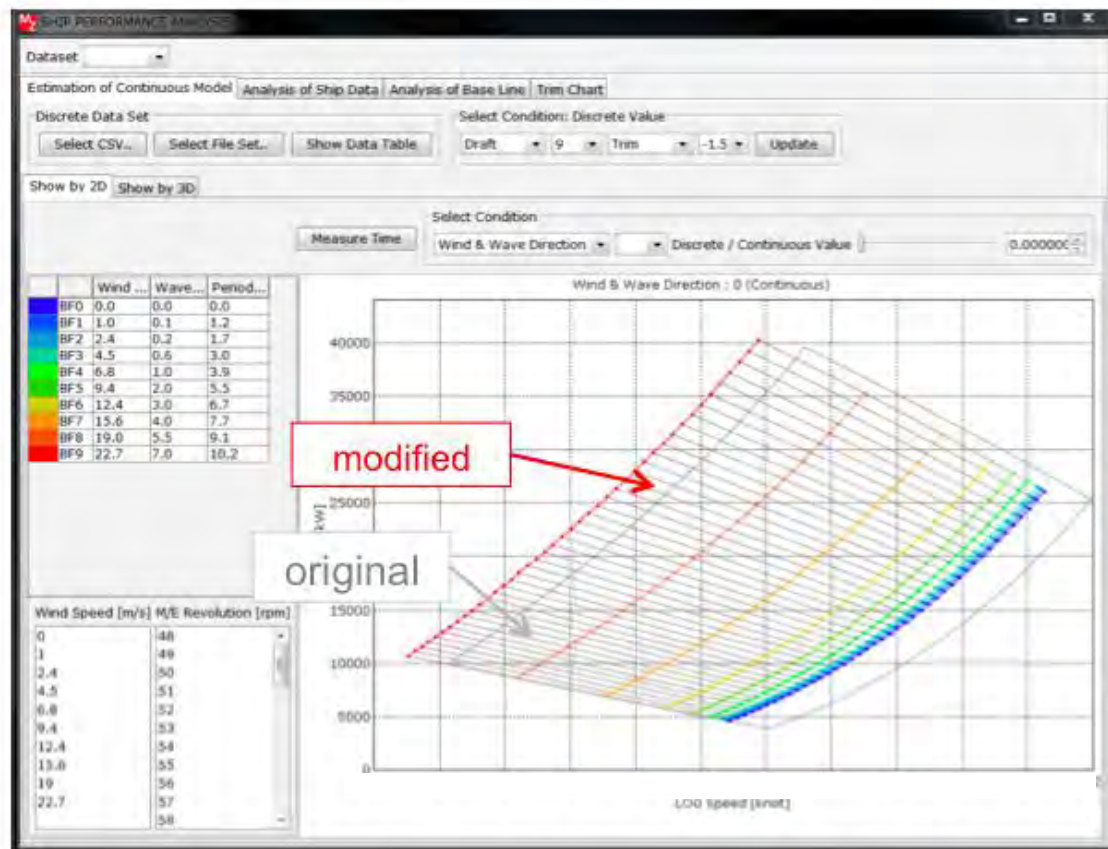 SHIP PERFORMANCE ANALYSIS
Dataset
Estimation of Continuous Model Analysis of Ship Data Analysis of Base Line Trim Chart
Discrete Data Set Select Condition: Discrete Value
Select CSV... Select File Set... Show Data Table Draft 9 Trim -1.5 Update
Show by 2D Show by 3D
Select Condition
Measure Time Wind & Wave Direction Discrete / Continuous Value 0.000000
Wind ... Wave... Period...
BF0 0.0 0.0 0.0
BF1 1.0 0.1 1.2
BF2 2.4 0.2 1.7
BF3 4.5 0.6 3.0
BF4 6.8 1.0 3.9
BF5 9.4 2.0 5.5
BF6 12.4 3.0 6.7
BF7 15.6 4.0 7.7
BF8 19.0 5.5 9.1
BF9 22.7 7.0 10.2
Wind & Wave Direction : 0 (Continuous)
40000
35000
modified
25000
kW]
original
15000
10000
5000
0
LOG Speed [knot]
Wind Speed [m/s] M/E Revolution [rpm]
0 48
1 49
2.4 50
4.5 51
6.8 52
9.4 53
12.4 54
15.6 55
19 56
22.7 57
58